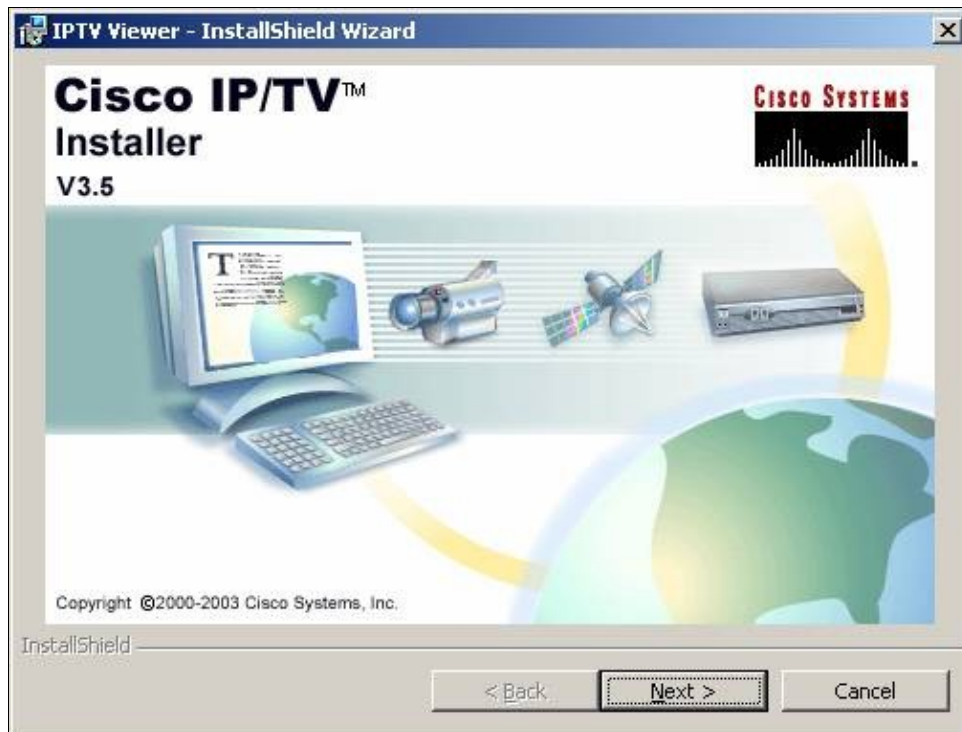 IPTV Viewer - InstallShield Wizard
Cisco IP/TV™
Installer
V3.5
CISCO SYSTEMS
T
Copyright ©2000-2003 Cisco Systems, Inc.
InstallShield
< Back
Next >
Cancel